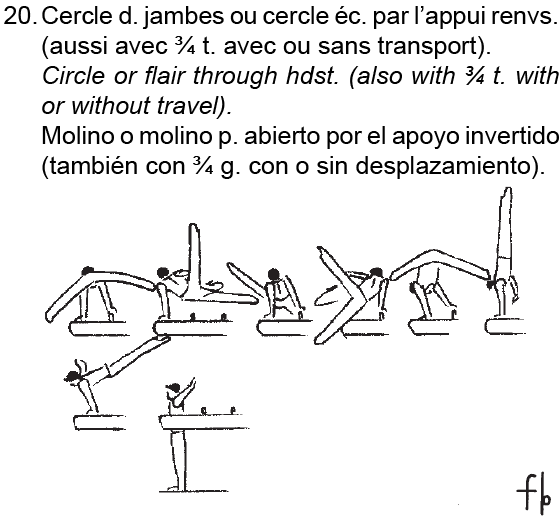 20. Cercle d. jambes ou cercle éc. par l’appui renvs.
(aussi avec ¾ t. avec ou sans transport).
Circle or flair through hdst. (also with ¾ t. with
or without travel).
Molino o molino p. abierto por el apoyo invertido
(también con ¾ g. con o sin desplazamiento).